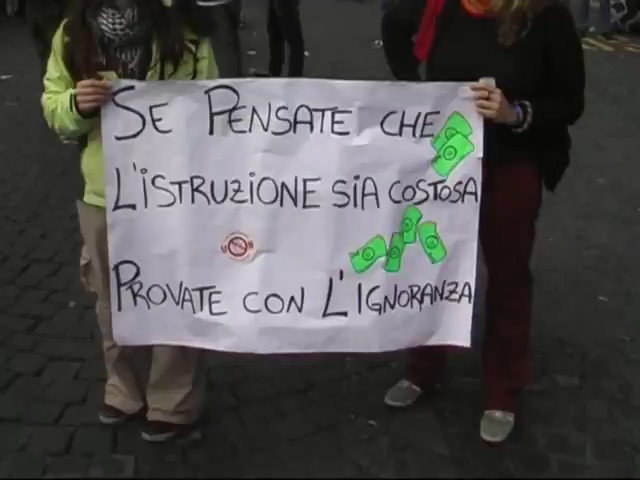 SE PENSATE CHE
L'ISTRUZIONE SIA COSTOSA
PROVATE CON L'IGNORANZA